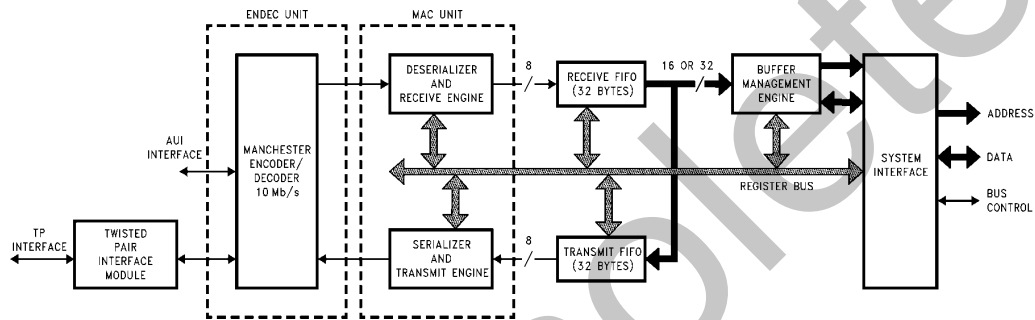 ENDEC UNIT
MAC UNIT
DESERIALIZER
AND
RECEIVE ENGINE
8
RECEIVE FIFO
(32 BYTES)
16 OR 32
BUFFER
MANAGEMENT
ENGINE
AUI
INTERFACE
MANCHESTER
ENCODER/
DECODER
10 Mb/s
REGISTER BUS
SYSTEM
INTERFACE
ADDRESS
DATA
BUS
CONTROL
TP
INTERFACE
TWISTED
PAIR
INTERFACE
MODULE
SERIALIZER
AND
TRANSMIT ENGINE
8
TRANSMIT FIFO
(32 BYTES)
olete